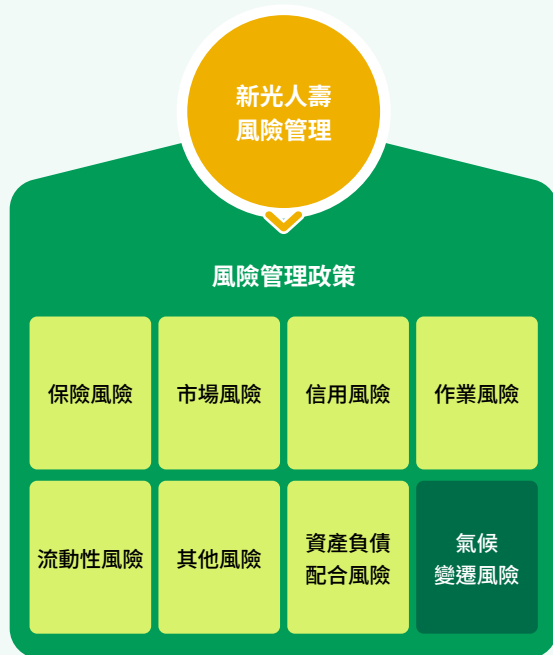 新光人壽
風險管理
風險管理政策
保險風險
市場風險
信用風險
作業風險
流動性風險
其他風險
資產負債
配合風險
氣候
變遷風險